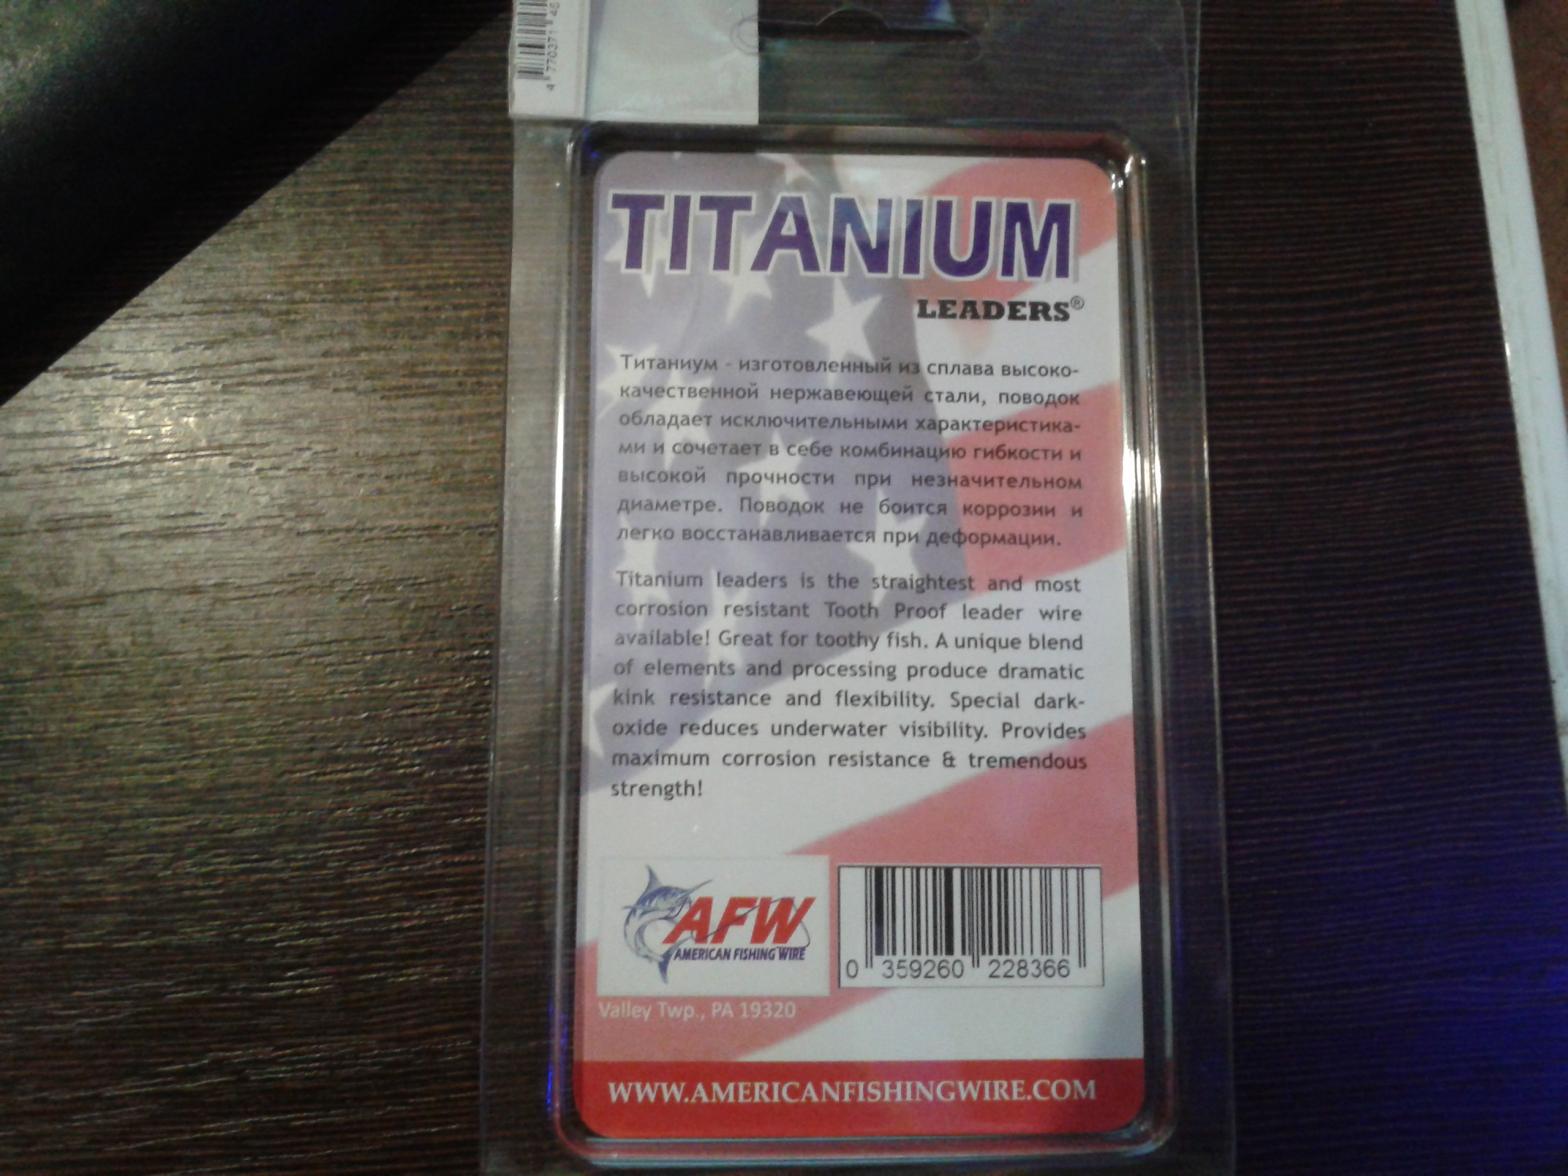 TITANIUM
LEADERS®
Титаниум - изготовленный из сплава высоко-
качественной нержавеющей стали, поводок
обладает исключительными характеристика-
ми и сочетает в себе комбинацию гибкости и
высокой прочности при незначительном
диаметре. Поводок не боится коррозии и
легко восстанавливается при деформации.
Titanium leaders is the straightest and most
corrosion resistant Tooth Proof leader wire
available! Great for toothy fish. A unique blend
of elements and processing produce dramatic
kink resistance and flexibility. Special dark-
oxide reduces underwater visibility. Provides
maximum corrosion resistance & tremendous
strength!
AFW
AMERICAN FISHING WIRE
0 359260 228366
Valley Twp., PA 19320
WWW.AMERICANFISHINGWIRE.COM